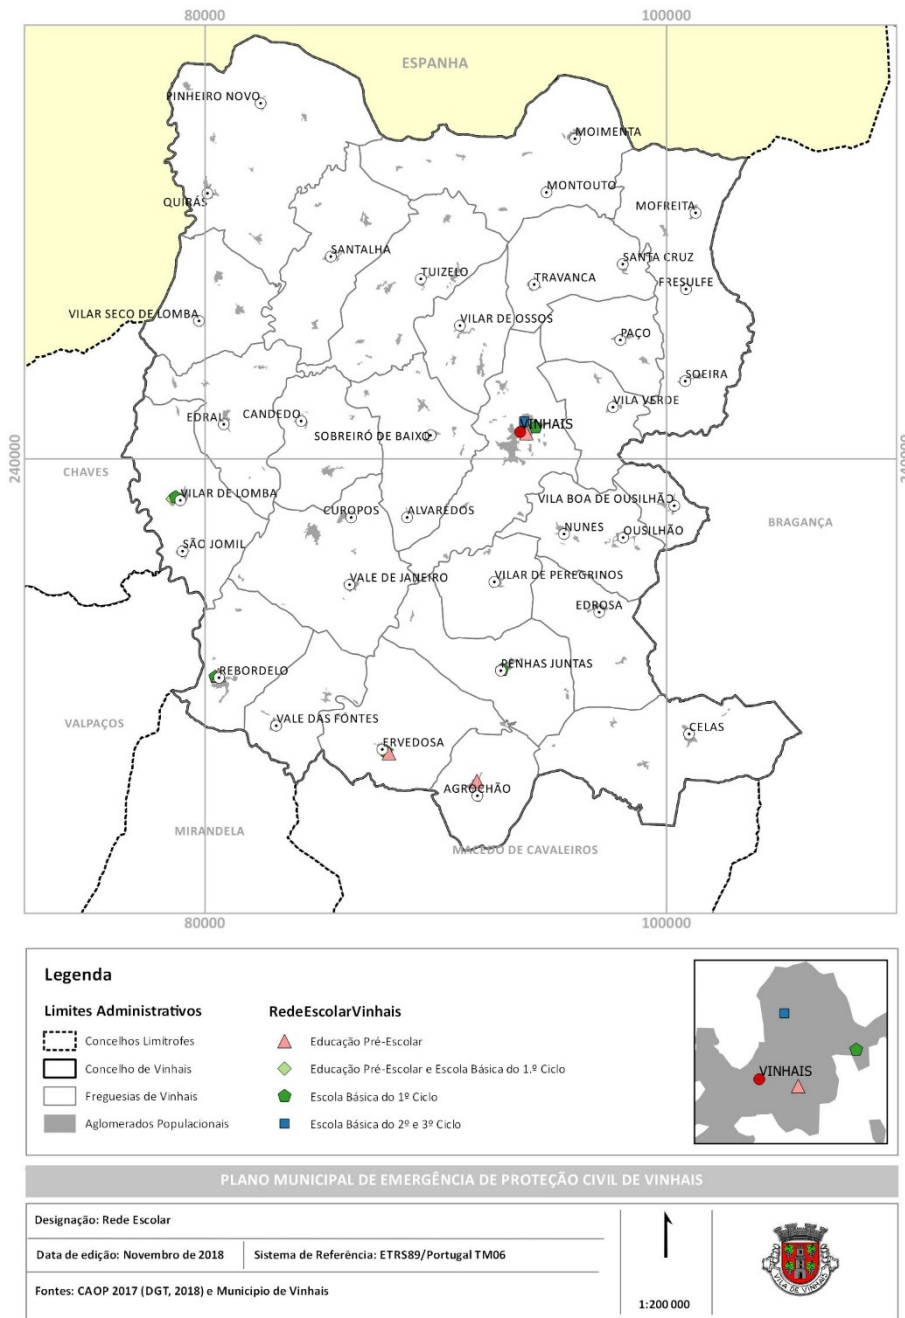 80000
100000
ESPANHA
PINHEIRO NOVO
MOIMENTA
MONTOUTO
QUIRÁS
MOFREITA
SANTALHA
SANTA CRUZ
TUIZELO
TRAVANCA
FRESULFE
VILAR SECO DE LOMBA
VILAR DE OSSOS
PAÇO
SOEIRA
VILA VERDE
EDRAL
CANDEDO
VINHAIS
SOBREIRÓ DE BAIXO
240000
240000
CHAVES
VILAR DE LOMBA
VILA BOA DE OUSILHÃO
CUROPOS
ALVAREDOS
BRAGANÇA
NUNES
OUSILHÃO
SÃO JOMIL
VALE DE JANEIRO
VILAR DE PEREGRINOS
EDROSA
REBORDELO
PENHAS JUNTAS
VALPAÇOS
VALE DAS FONTES
CELAS
ERVEDOSA
AGROCHÃO
MIRANDELA
MACEDO DE CAVALEIROS
80000
100000
Legenda
Limites Administrativos
Concelhos Limitrofes
Concelho de Vinhais
Freguesias de Vinhais
Aglomerados Populacionais
RedeEscolarVinhais
Educação Pré-Escolar
Educação Pré-Escolar e Escola Básica do 1.º Ciclo
Escola Básica do 1º Ciclo
Escola Básica do 2º e 3º Ciclo
VINHAIS
PLANO MUNICIPAL DE EMERGÊNCIA DE PROTEÇÃO CIVIL DE VINHAIS
Designação: Rede Escolar
Data de edição: Novembro de 2018
Sistema de Referência: ETRS89/Portugal TM06
Fontes: CAOP 2017 (DGT, 2018) e Municipio de Vinhais
1:200 000
VILA DE VINHAIS